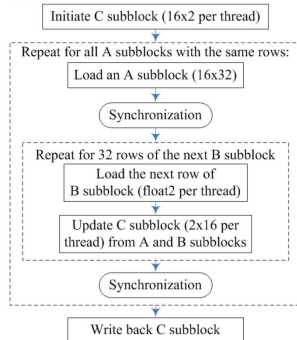 Initiate C subblock (16x2 per thread)
Repeat for all A subblocks with the same rows:
Load an A subblock (16x32)
Synchronization
Repeat for 32 rows of the next B subblock
Load the next row of
B subblock (float2 per thread)
Update C subblock (2x16 per
thread) from A and B subblocks
Synchronization
Write back C subblock